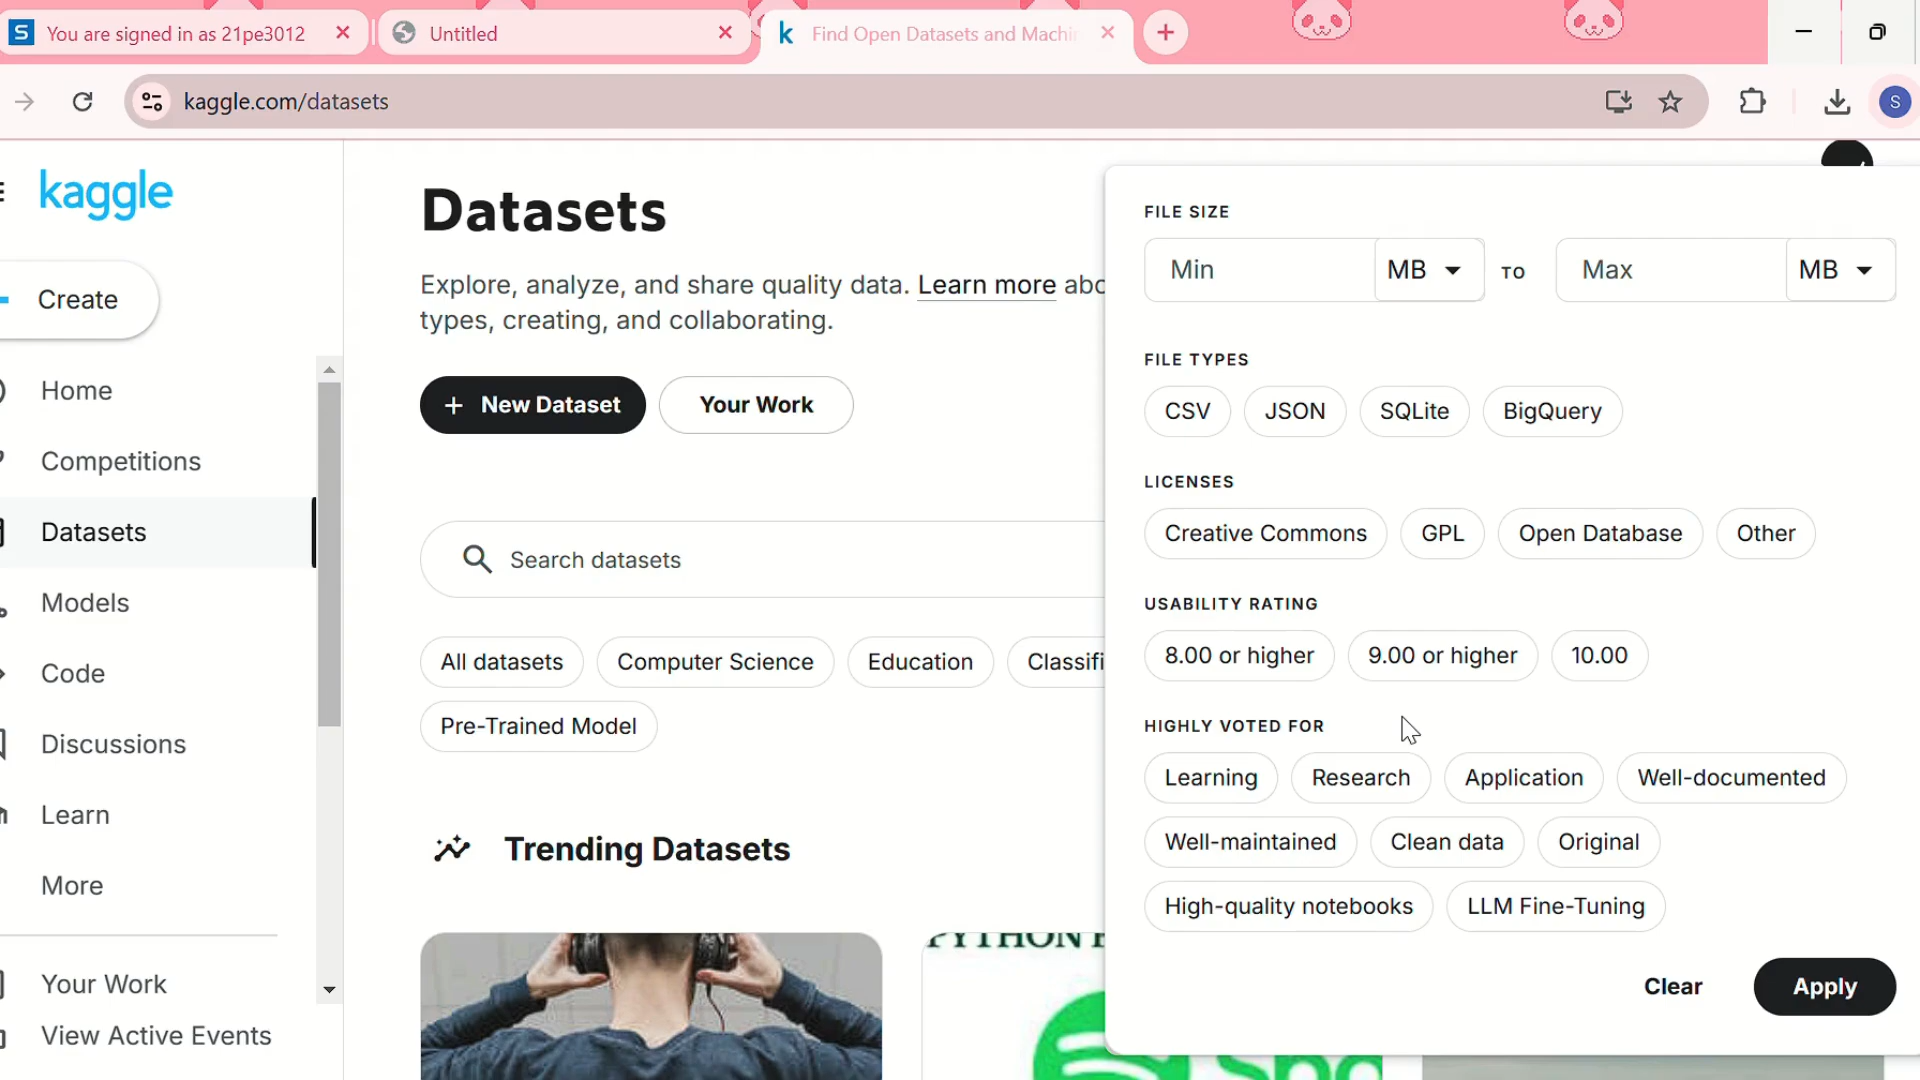 You are signed in as 21pe3012
Untitled
Find Open Datasets and Machi
kaggle.com/datasets
S
kaggle
Create
Home
Competitions
Datasets
Models
Code
Discussions
Learn
More
Your Work
View Active Events
Datasets
Explore, analyze, and share quality data. Learn more abo
types, creating, and collaborating.
+ New Dataset
Your Work
Search datasets
All datasets
Computer Science
Education
Classifi
Pre-Trained Model
Trending Datasets
FILE SIZE
Min
MB
TO
Max
MB
FILE TYPES
CSV
JSON
SQLite
BigQuery
LICENSES
Creative Commons
GPL
Open Database
Other
USABILITY RATING
8.00 or higher
9.00 or higher
10.00
HIGHLY VOTED FOR
Learning
Research
Application
Well-documented
Well-maintained
Clean data
Original
High-quality notebooks
LLM Fine-Tuning
Clear
Apply